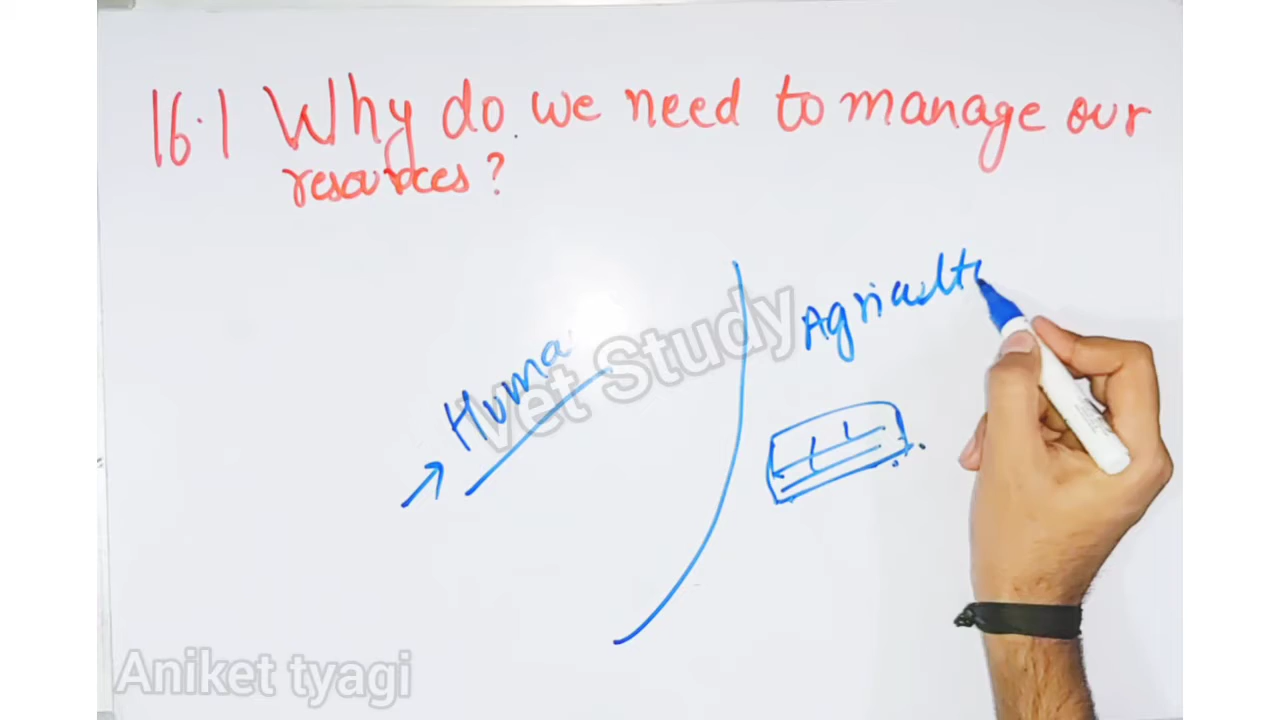 16.1 Why do we need to manage our
resources?
Agricult
Huma
Vet Study
Aniket tyagi